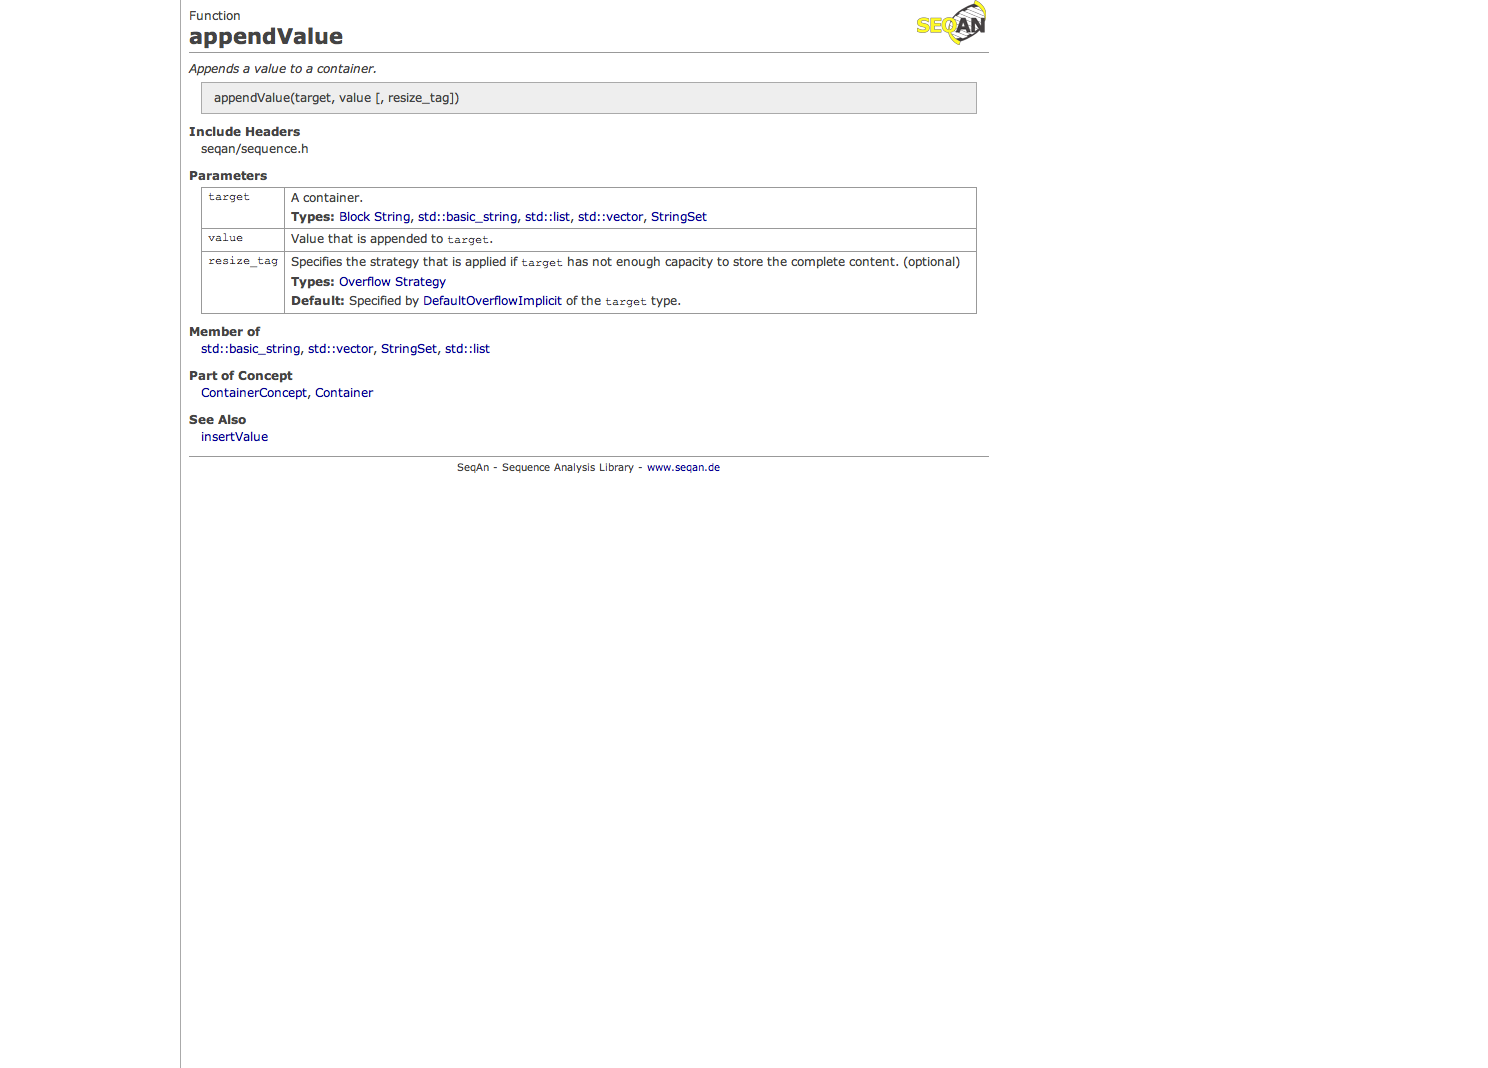 Function
appendValue
SEQAN
Appends a value to a container.
appendValue(target, value [, resize_tag])
Include Headers
seqan/sequence.h
Parameters
target
A container.
Types: Block String, std::basic_string, std::list, std::vector, StringSet
value
Value that is appended to target.
resize_tag
Specifies the strategy that is applied if target has not enough capacity to store the complete content. (optional)
Types: Overflow Strategy
Default: Specified by DefaultOverflowImplicit of the target type.
Member of
std::basic_string, std::vector, StringSet, std::list
Part of Concept
ContainerConcept, Container
See Also
insertValue
SeqAn - Sequence Analysis Library - www.seqan.de